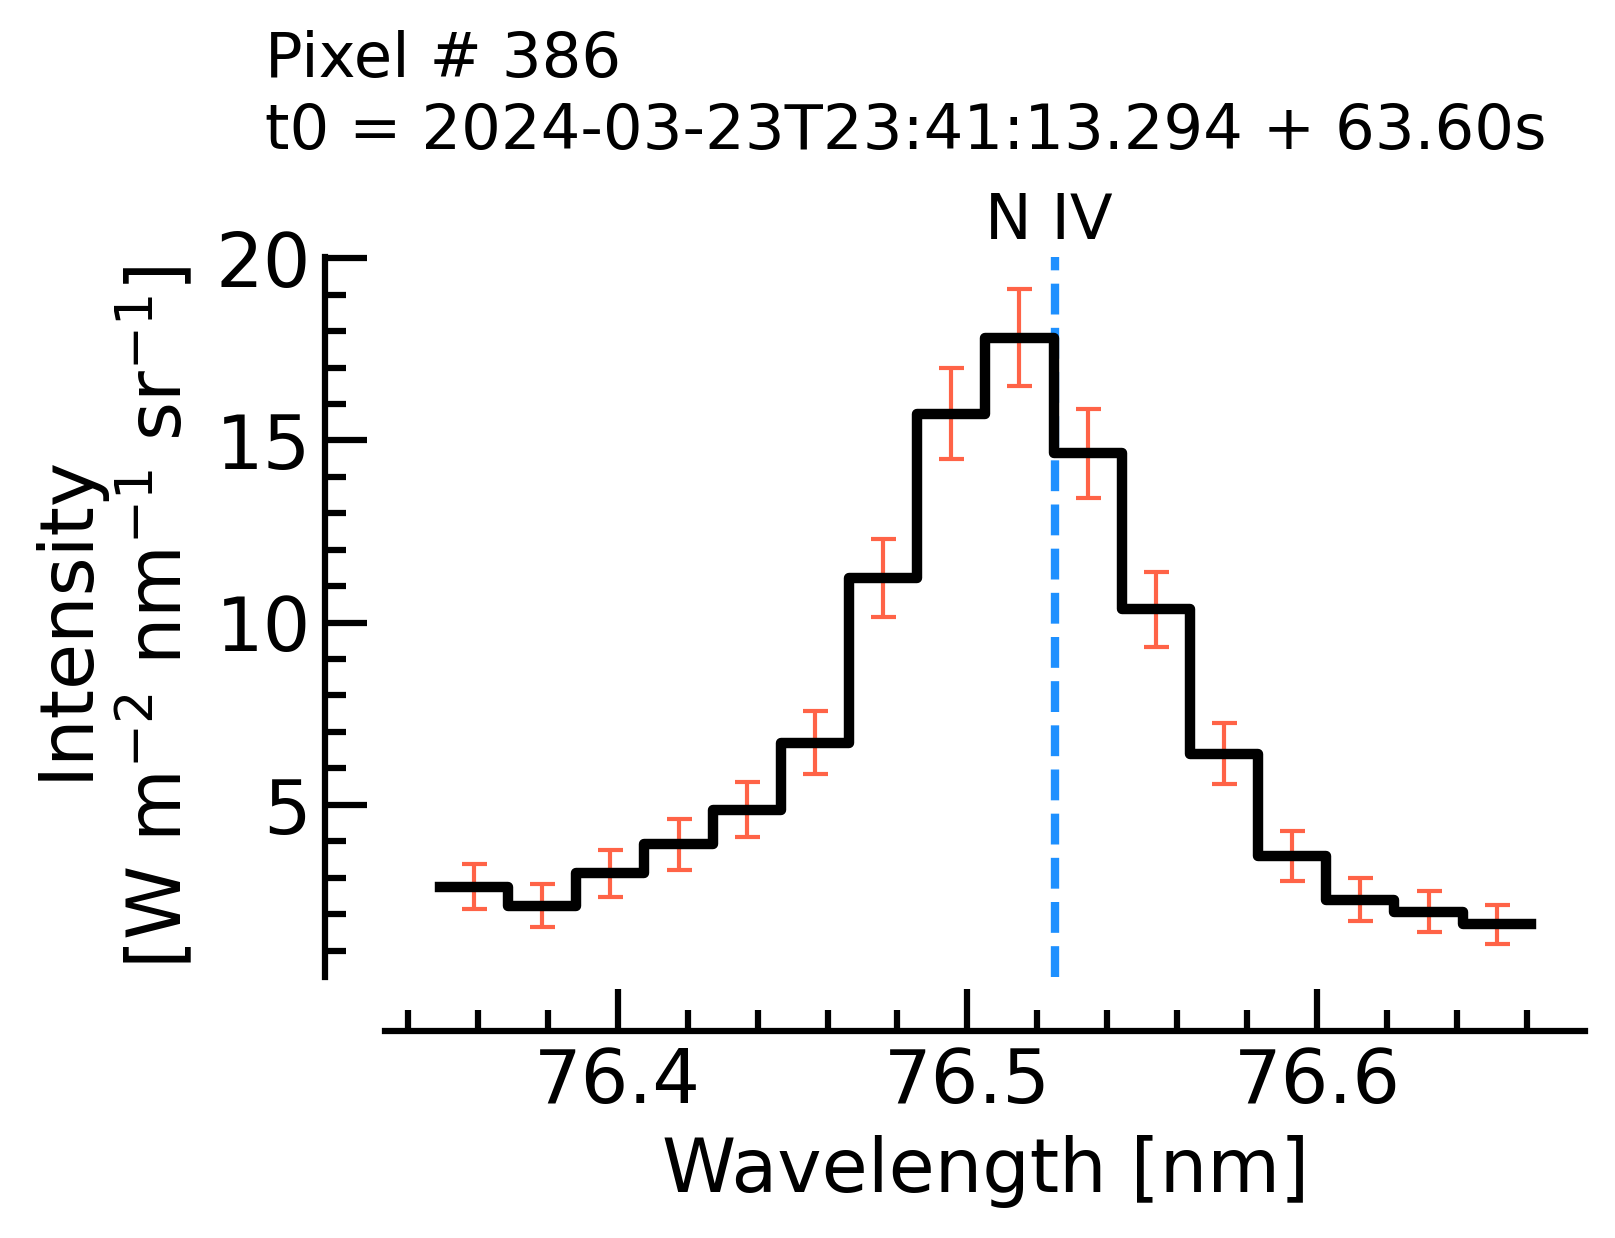 Pixel # 386
t0 = 2024-03-23T23:41:13.294 + 63.60s
N IV
Intensity
[W m⁻² nm⁻¹ sr⁻¹]
20
15
10
5
76.4 76.5 76.6
Wavelength [nm]